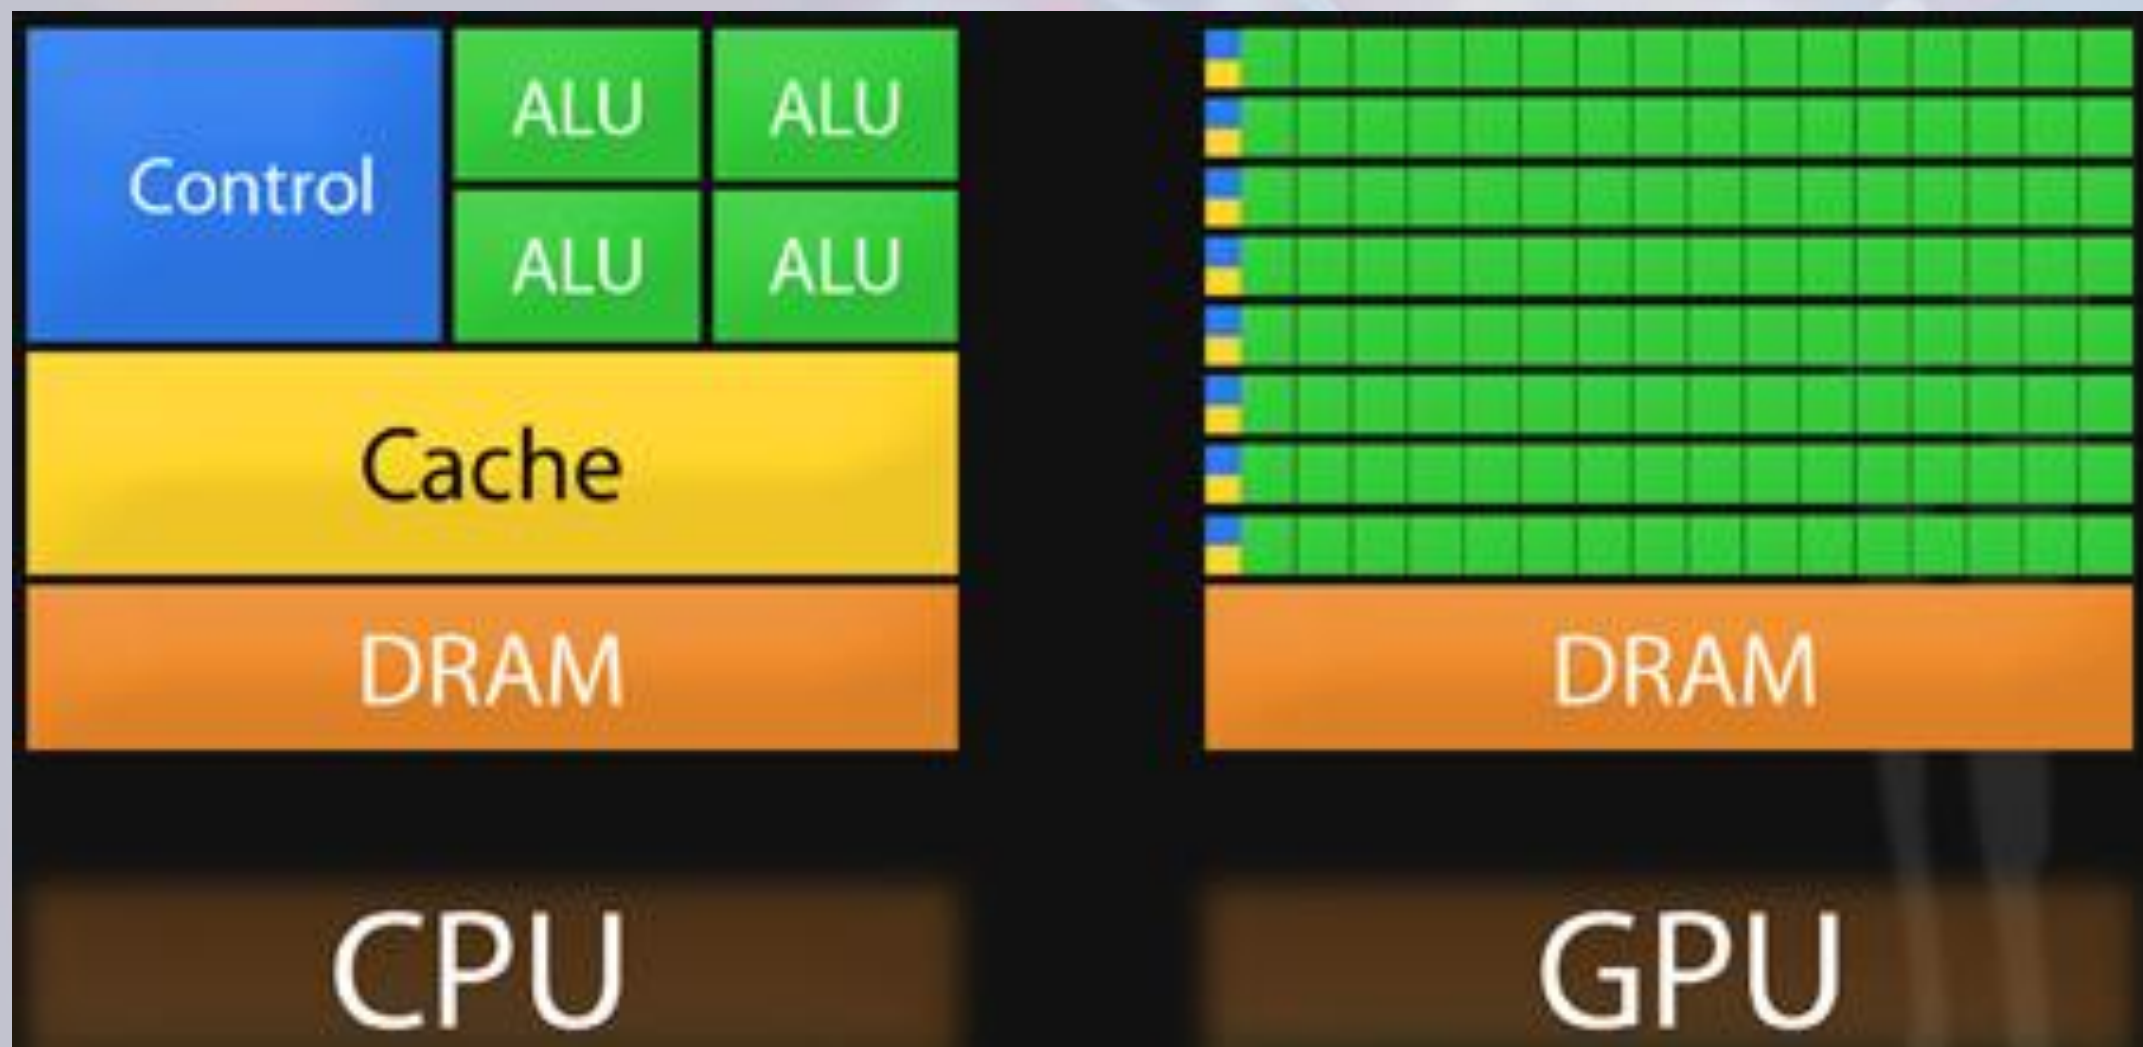 Control
ALU ALU
ALU ALU
Cache
DRAM
CPU
DRAM
GPU